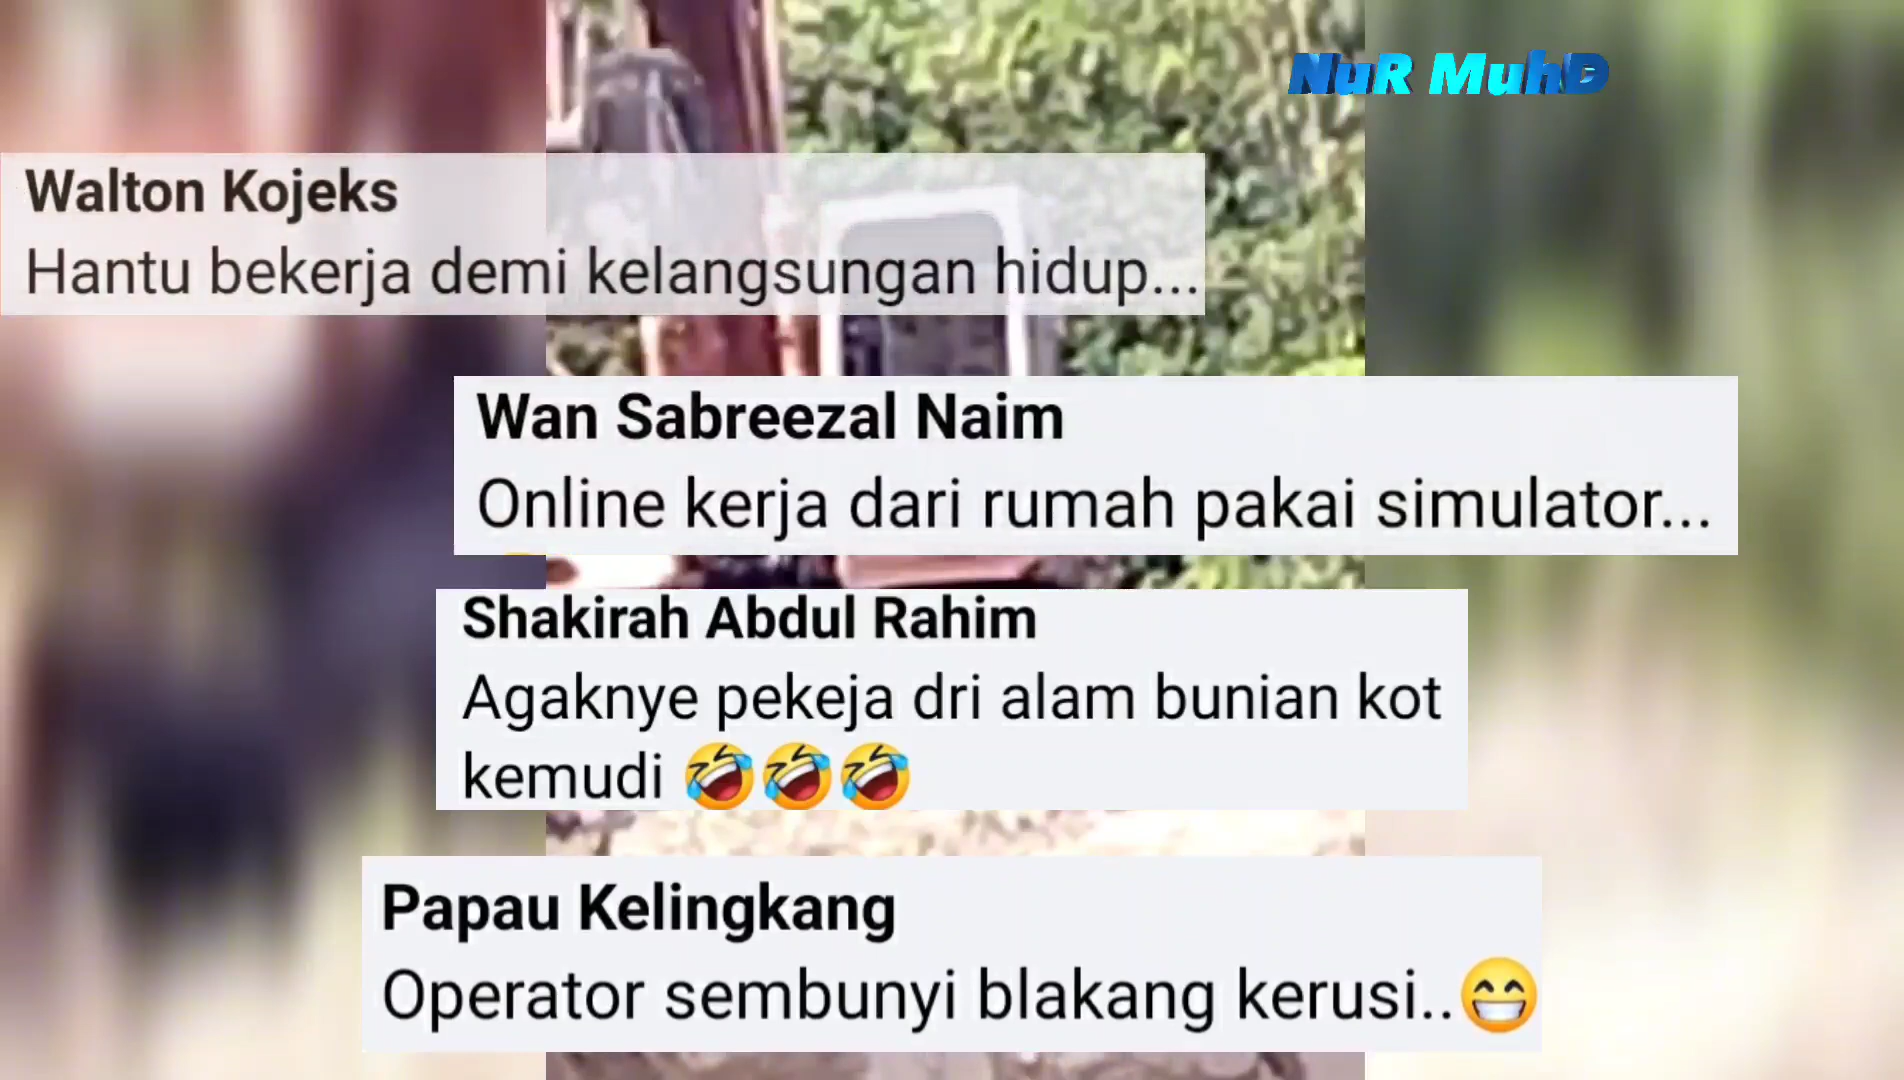 NuR MuhD
Walton Kojeks
Hantu bekerja demi kelangsungan hidup...
Wan Sabreezal Naim
Online kerja dari rumah pakai simulator...
Shakirah Abdul Rahim
Agaknye pekeja dri alam bunian kot
kemudi 🤣🤣🤣
Papau Kelingkang
Operator sembunyi blakang kerusi..😁